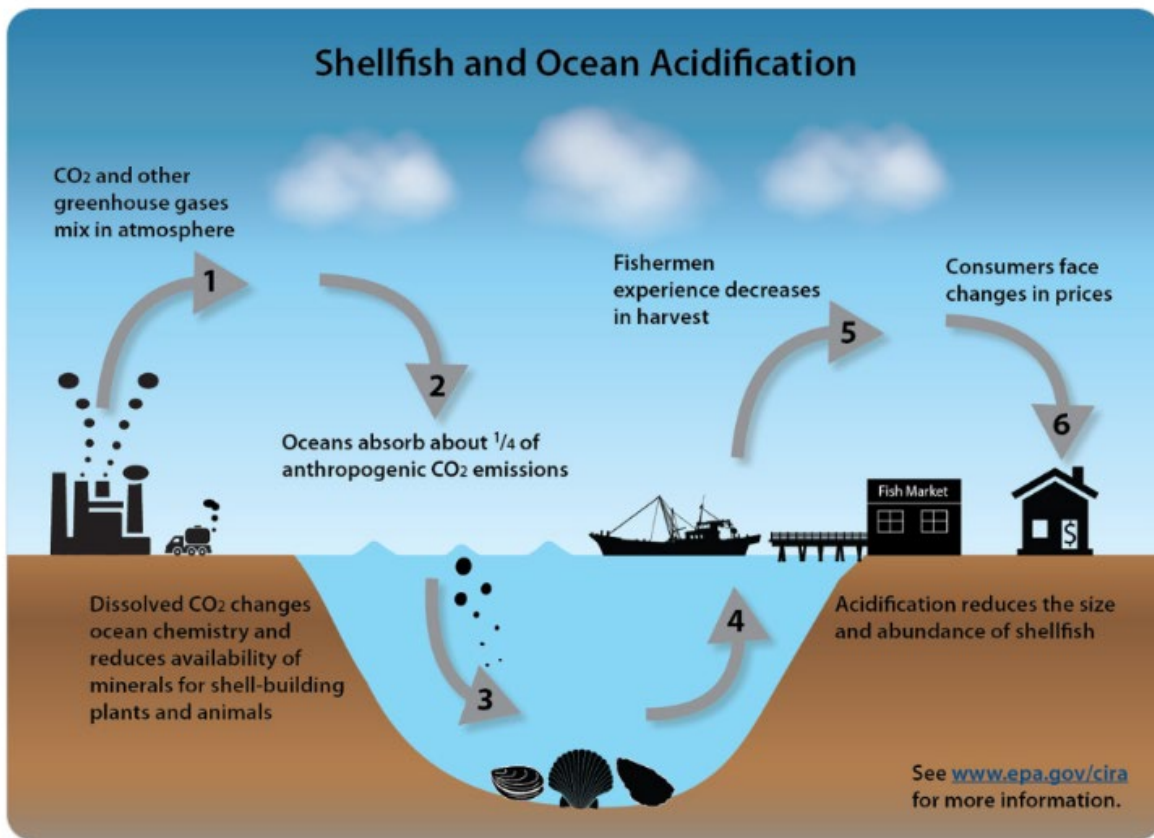 Shellfish and Ocean Acidification
CO₂ and other
greenhouse gases
mix in atmosphere
1
2
Oceans absorb about ¹/₄ of
anthropogenic CO₂ emissions
Dissolved CO₂ changes
ocean chemistry and
reduces availability of
minerals for shell-building
plants and animals
3
4
Acidification reduces the size
and abundance of shellfish
Fishermen
experience decreases
in harvest
5
Consumers face
changes in prices
6
Fish Market
$
See www.epa.gov/cira
for more information.